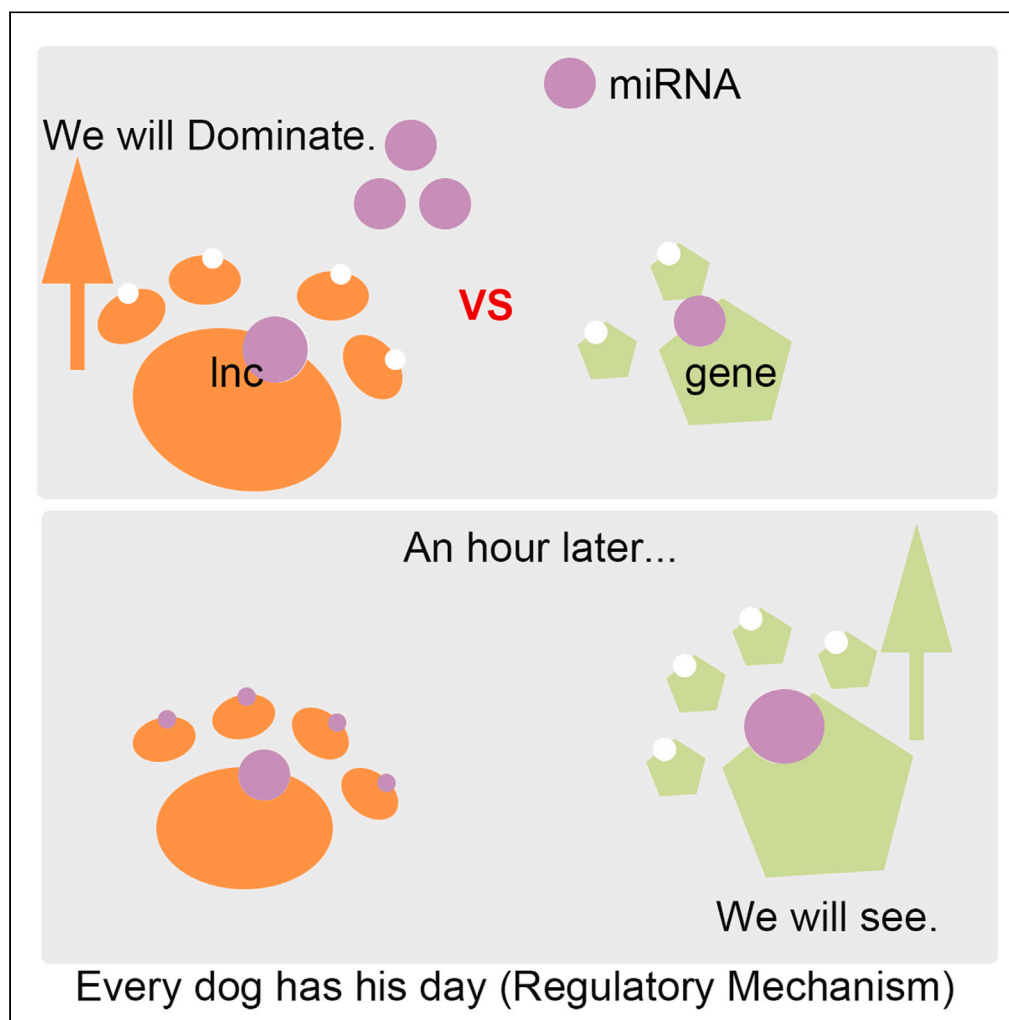 miRNA
We will Dominate.
VS
lnc
gene
An hour later...
We will see.
Every dog has his day (Regulatory Mechanism)